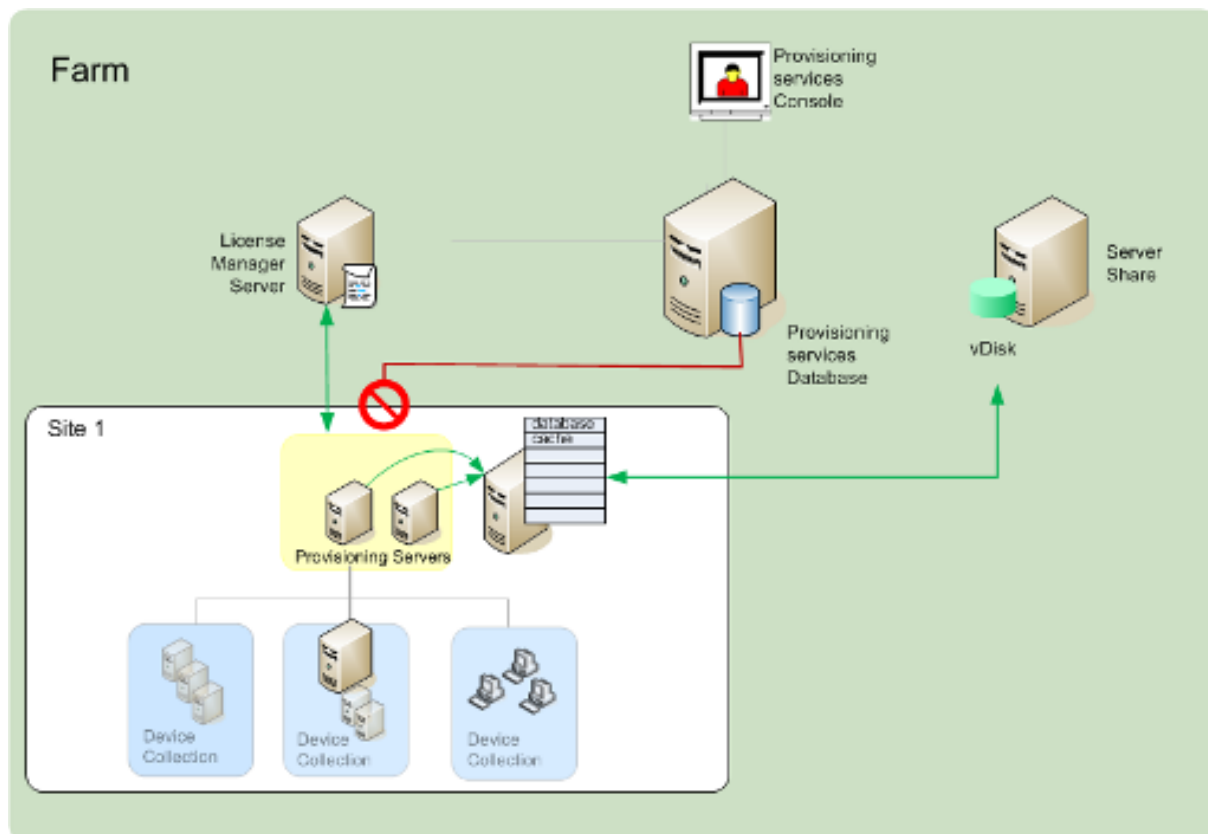 Farm
Provisioning
services
Console
License
Manager
Server
Server
Share
vDisk
Provisioning
services
Database
Site 1
database
cache
Provisioning Servers
Device
Collection
Device
Collection
Device
Collection